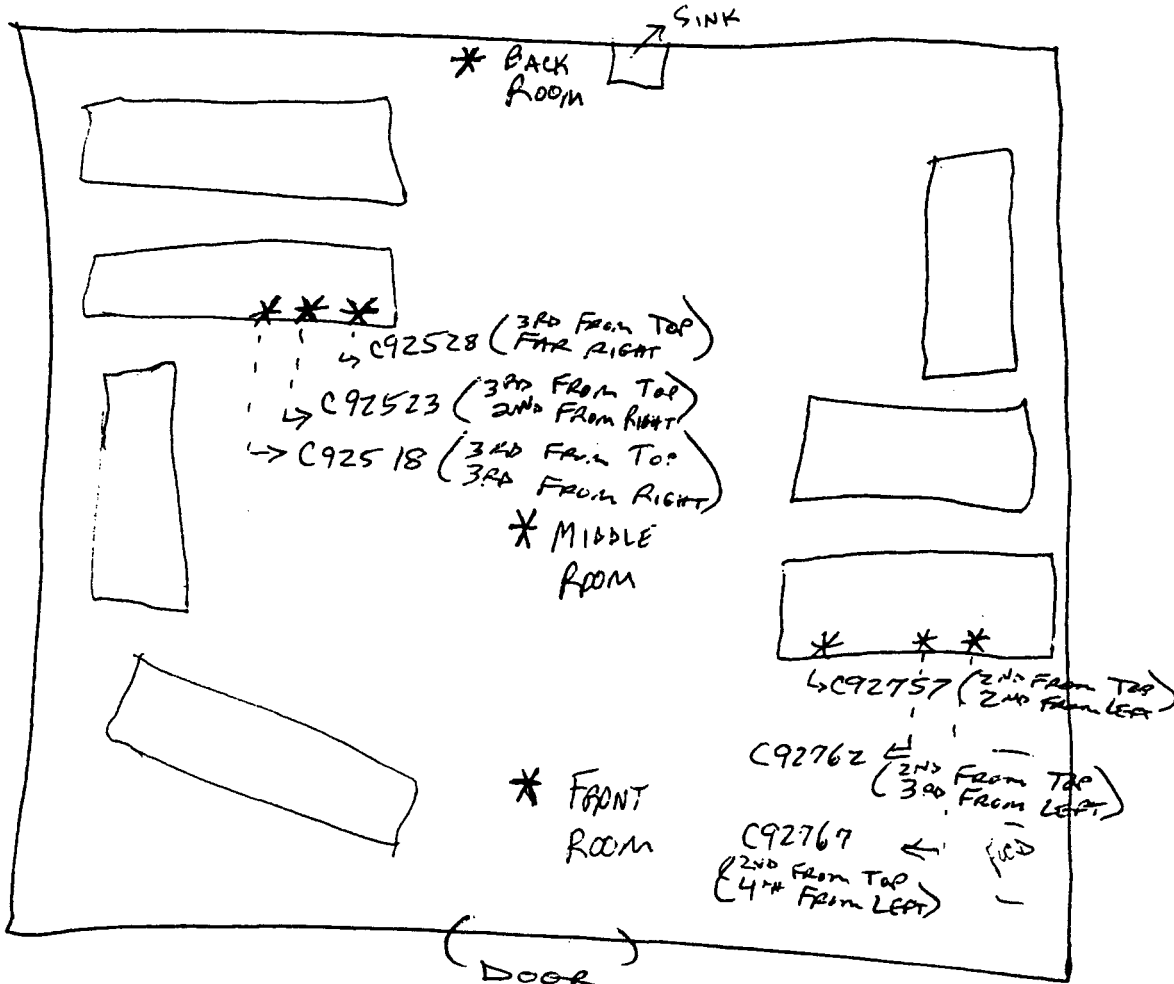 SINK
* BACK
ROOM
C92528 (3RD FROM TOP
FAR RIGHT)
C92523 (3RD FROM TOP
2ND FROM RIGHT)
C92518 (3RD FROM TOP
3RD FROM RIGHT)
* MIDDLE
ROOM
C92757 (2ND FROM TOP
2ND FROM LEFT)
C92762
(2ND FROM TOP
3RD FROM LEFT)
* FRONT
ROOM
C92767
(2ND FROM TOP
4TH FROM LEFT)
(DOOR)